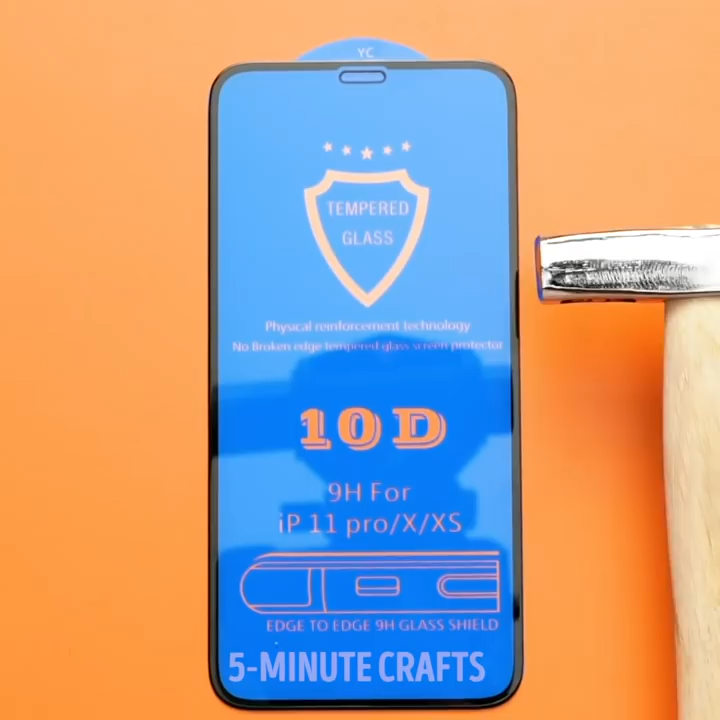 YC
TEMPERED
GLASS
Physical reinforcement technology
No Broken edge tempered glass screen protector
10D
9H For
iP 11 pro/X/XS
EDGE TO EDGE 9H GLASS SHIELD
5-MINUTE CRAFTS